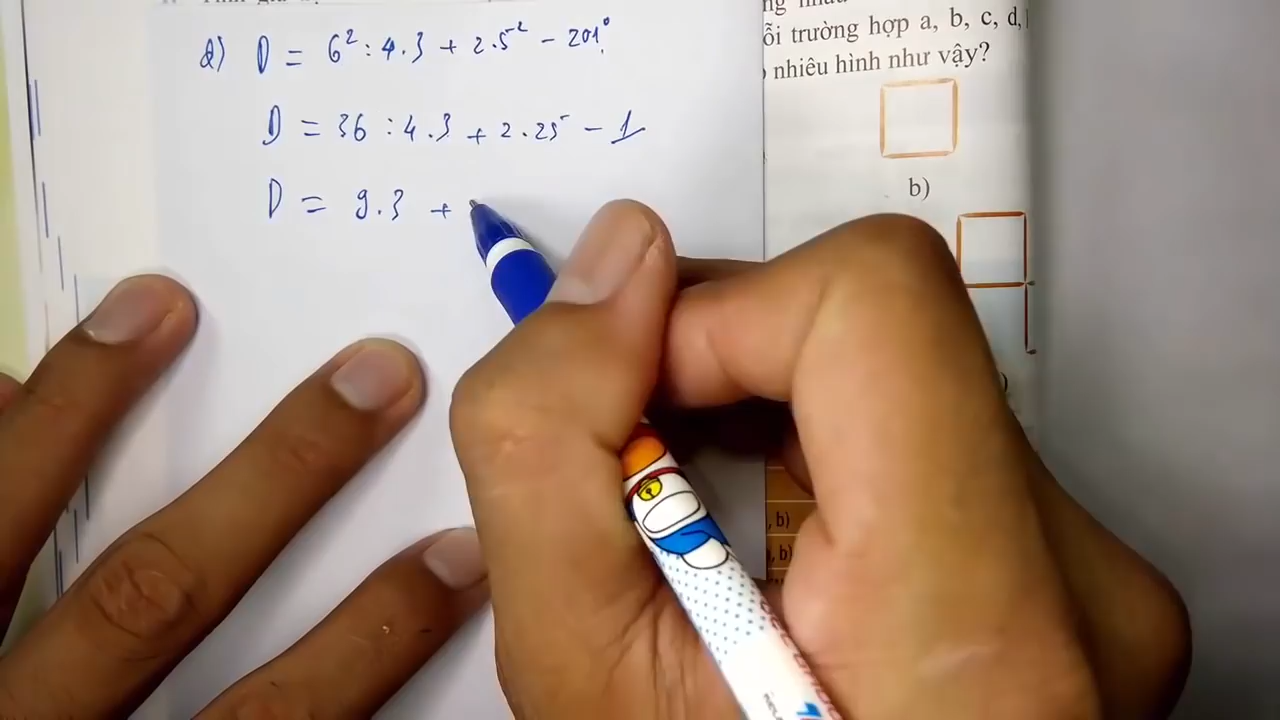 a) D = 6² : 4 . 3 + 2 . 5² - 201⁰
D = 36 : 4 . 3 + 2 . 25 - 1
D = 9 . 3 +
ỗi trường hợp a, b, c, d,
nhiêu hình như vậy?
b)
, b)
, b)